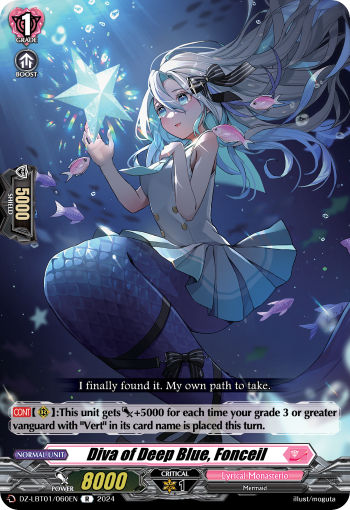 1
GRADE
BOOST
5000
SHIELD
I finally found it. My own path to take.
CONT []:This unit gets +5000 for each time your grade 3 or greater
vanguard with "Vert" in its card name is placed this turn.
NORMAL UNIT
Diva of Deep Blue, Fonceil
Lyrical Monasterio
Mermaid
DZ-LBT01/060EN R 2024
POWER 8000
CRITICAL
1
illust/moguta